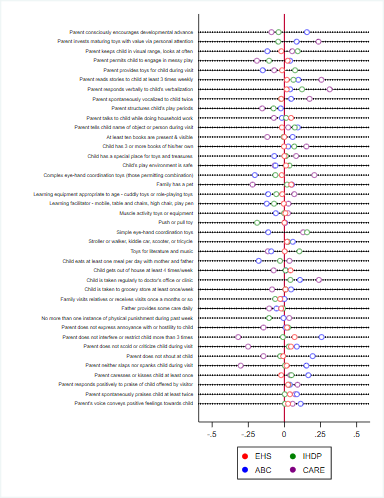 Parent consciously encourages developmental advance
Parent invests maturing toys with value via personal attention
Parent keeps child in visual range, looks at often
Parent permits child to engage in messy play
Parent provides toys for child during visit
Parent reads stories to child at least 3 times weekly
Parent responds verbally to child's verbalization
Parent spontaneously vocalized to child twice
Parent structures child's play periods
Parent talks to child while doing household work
Parent tells child name of object or person during visit
At least ten books are present & visible
Child has 3 or more books of his/her own
Child has a special place for toys and treasures
Child's play environment is safe
Complex eye-hand coordination toys (those permitting combination)
Family has a pet
Learning equipment appropriate to age - cuddly toys or role-playing toys
Learning facilitator - mobile, table and chairs, high chair, play pen
Muscle activity toys or equipment
Push or pull toy
Simple eye-hand coordination toys
Stroller or walker, kiddie car, scooter, or tricycle
Toys for literature and music
Child eats at least one meal per day with mother and father
Child gets out of house at least 4 times/week
Child is taken regularly to doctor's office or clinic
Child is taken to grocery store at least once/week
Family visits relatives or receives visits once a months or so
Father provides some care daily
No more than one instance of physical punishment during past week
Parent does not express annoyance with or hostility to child
Parent does not interfere or restrict child more than 3 times
Parent does not scold or criticize child during visit
Parent does not shout at child
Parent neither slaps nor spanks child during visit
Parent caresses or kisses child at least once
Parent responds positively to praise of child offered by visitor
Parent spontaneously praises child at least twice
Parent's voice conveys positive feelings towards child
-.5 -.25 0 .25 .5
EHS IHDP
ABC CARE